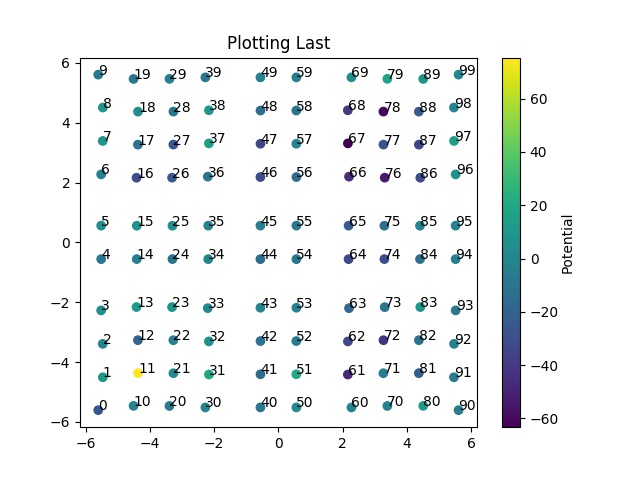 Plotting Last
6
9 19 29 39 49 59 69 79 89 99
8 18 28 38 48 58 68 78 88 98
4
7 17 27 37 47 57 67 77 87 97
6 16 26 36 46 56 66 76 86 96
2
5 15 25 35 45 55 65 75 85 95
0
4 14 24 34 44 54 64 74 84 94
−2
3 13 23 33 43 53 63 73 83 93
2 12 22 32 42 52 62 72 82 92
−4
1 11 21 31 41 51 61 71 81 91
0 10 20 30 40 50 60 70 80 90
−6
−6 −4 −2 0 2 4 6
60
40
20
0
−20
−40
−60
Potential